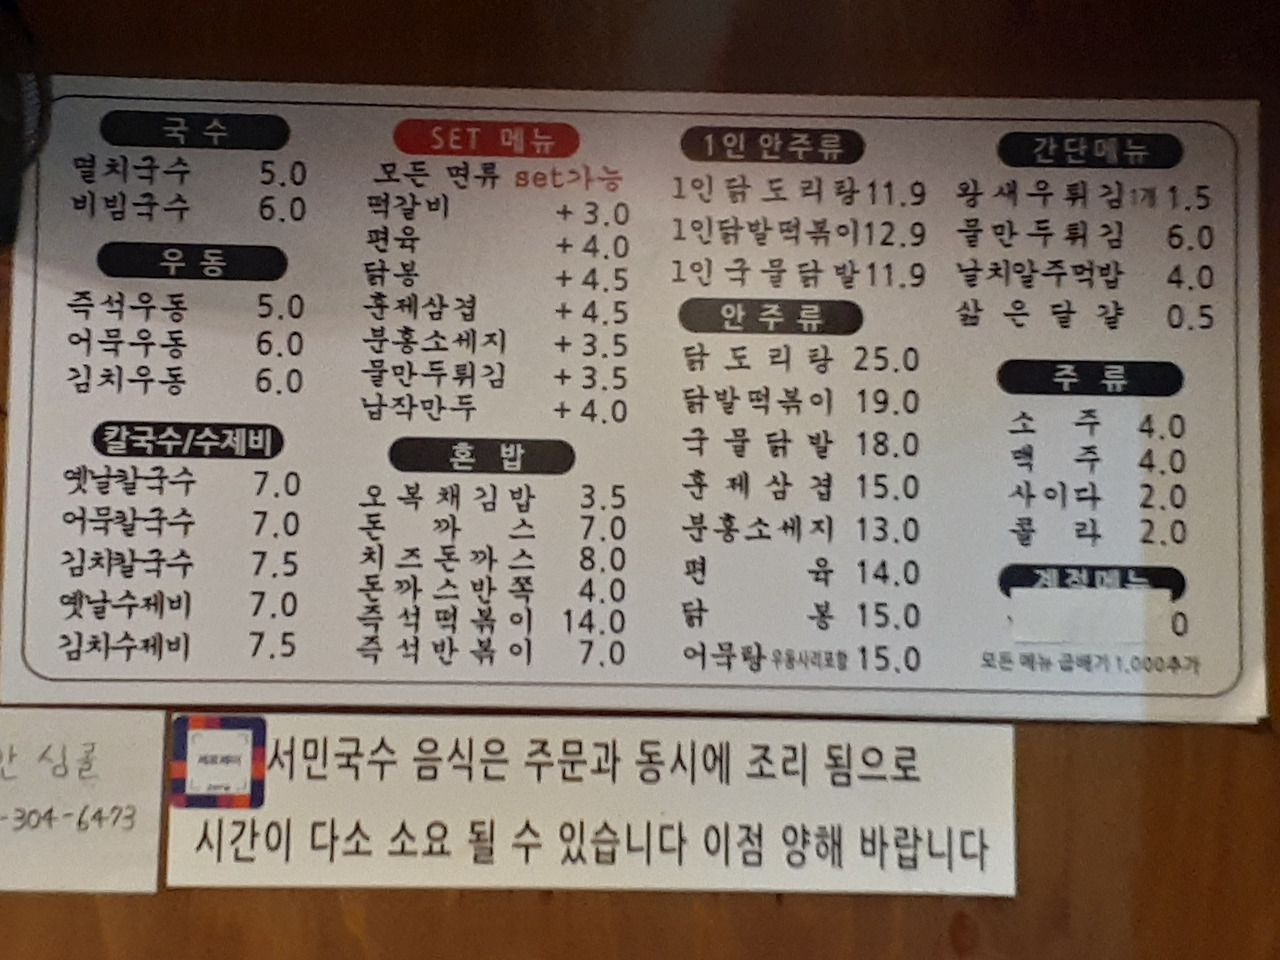 국수
멸치국수 5.0
비빔국수 6.0
우동
즉석우동 5.0
어묵우동 6.0
김치우동 6.0
칼국수/수제비
옛날칼국수 7.0
어묵칼국수 7.0
김치칼국수 7.5
옛날수제비 7.0
김치수제비 7.5
SET 메뉴
모든 면류 set가능
떡갈비 +3.0
편육 +4.0
닭봉 +4.5
훈제삼겹 +4.5
분홍소세지 +3.5
물만두튀김 +3.5
납작만두 +4.0
혼밥
오복채김밥 3.5
돈까스 7.0
치즈돈까스 8.0
돈까스반쪽 4.0
즉석떡볶이 14.0
즉석반볶이 7.0
1인안주류
1인닭도리탕 11.9
1인닭발떡볶이 12.9
1인국물닭발 11.9
안주류
닭도리탕 25.0
닭발떡볶이 19.0
국물닭발 18.0
훈제삼겹 15.0
분홍소세지 13.0
편육 14.0
닭봉 15.0
어묵탕 우동사리포함 15.0
간단메뉴
왕새우튀김 1개 1.5
물만두튀김 6.0
날치알주먹밥 4.0
삶은달걀 0.5
주류
소주 4.0
맥주 4.0
사이다 2.0
콜라 2.0
계절메뉴
0
모든 메뉴 곱배기 1,000추가
안 심콜
-304-6473
제로페이
zero
서민국수 음식은 주문과 동시에 조리 됨으로
시간이 다소 소요 될 수 있습니다 이점 양해 바랍니다